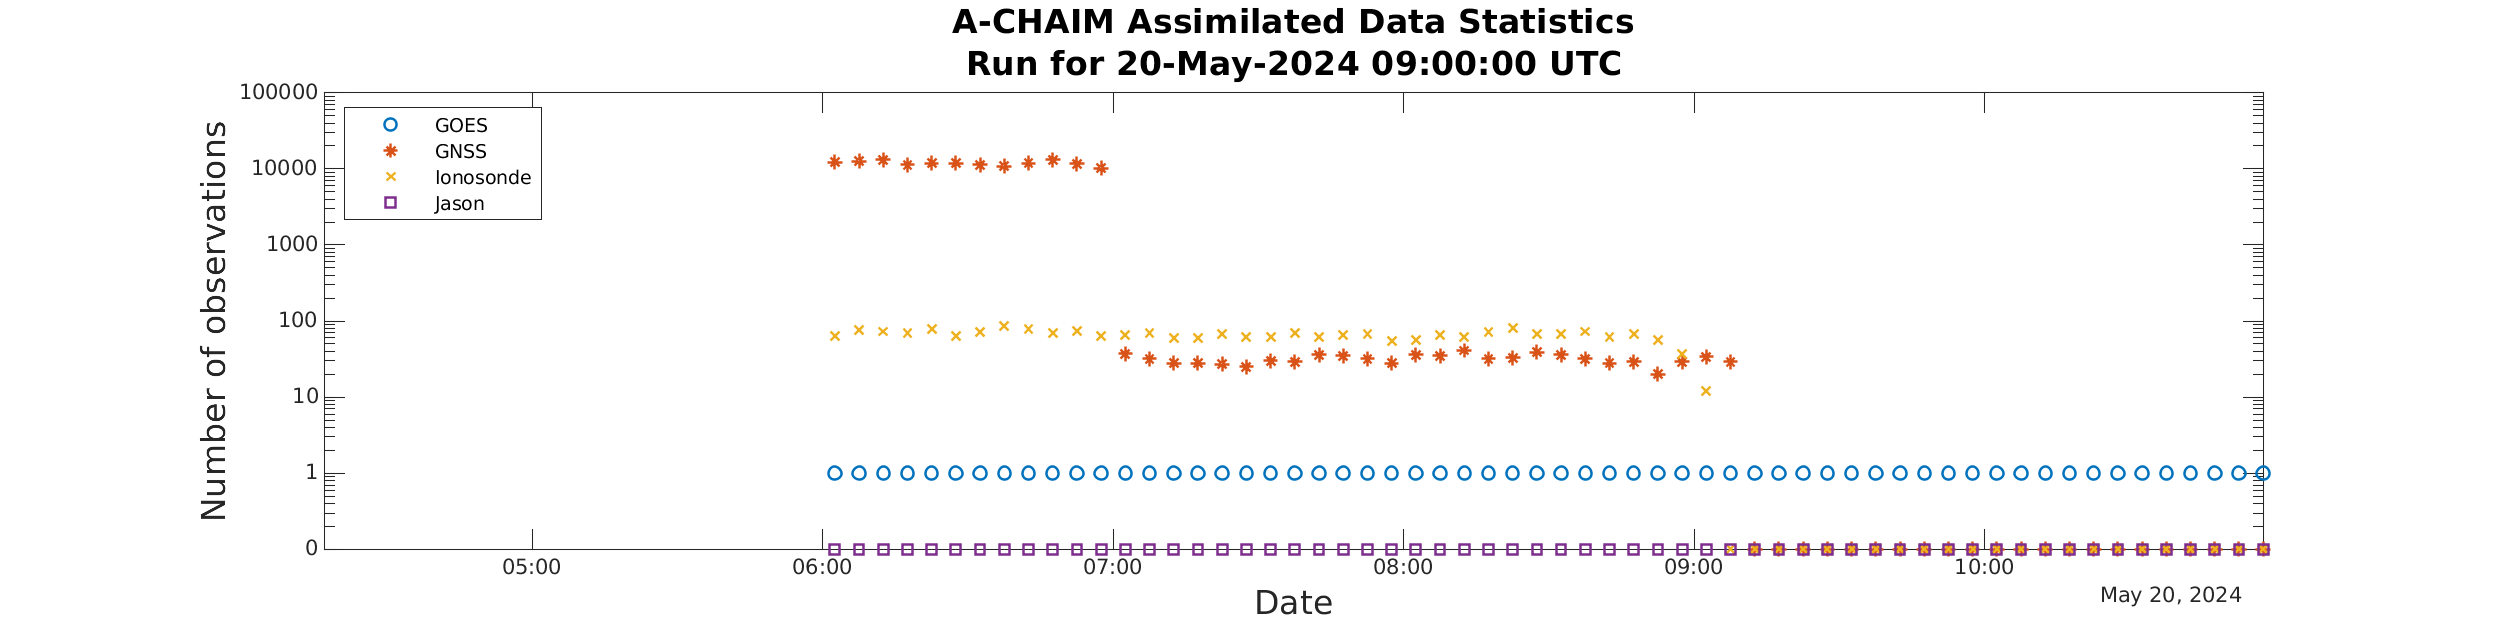 A-CHAIM Assimilated Data Statistics
Run for 20-May-2024 09:00:00 UTC
Number of observations
100000
10000
1000
100
10
1
0
GOES
GNSS
Ionosonde
Jason
05:00 06:00 07:00 08:00 09:00 10:00
Date
May 20, 2024